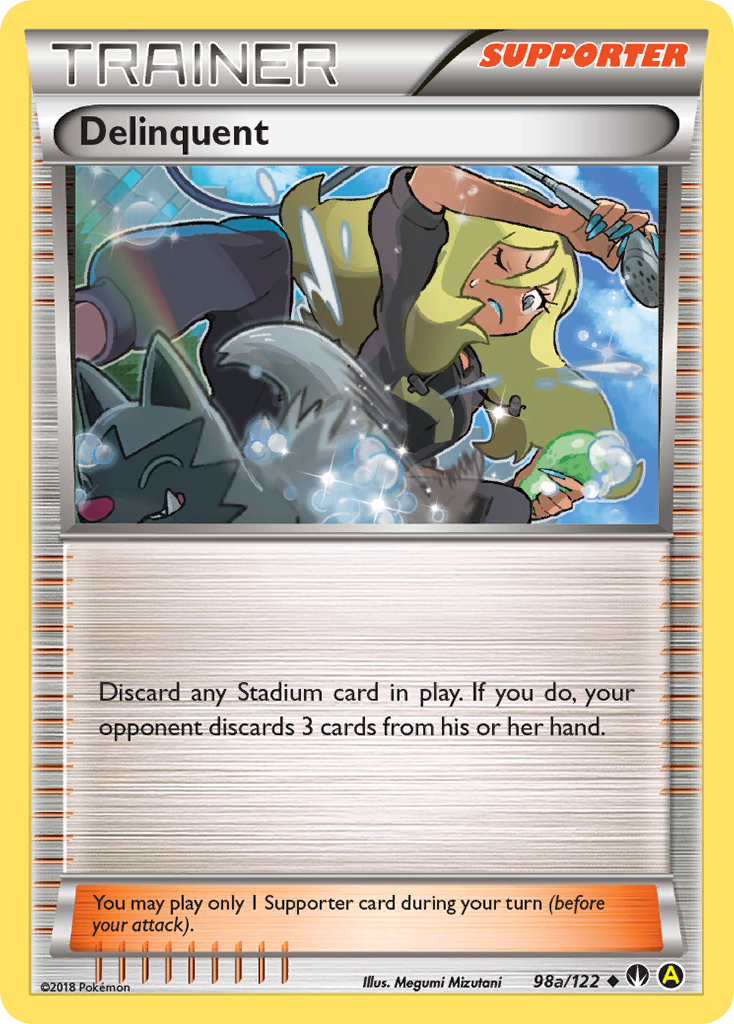 TRAINER
SUPPORTER
Delinquent
Discard any Stadium card in play. If you do, your
opponent discards 3 cards from his or her hand.
You may play only 1 Supporter card during your turn (before
your attack).
©2018 Pokémon
Illus. Megumi Mizutani
98a/122
A